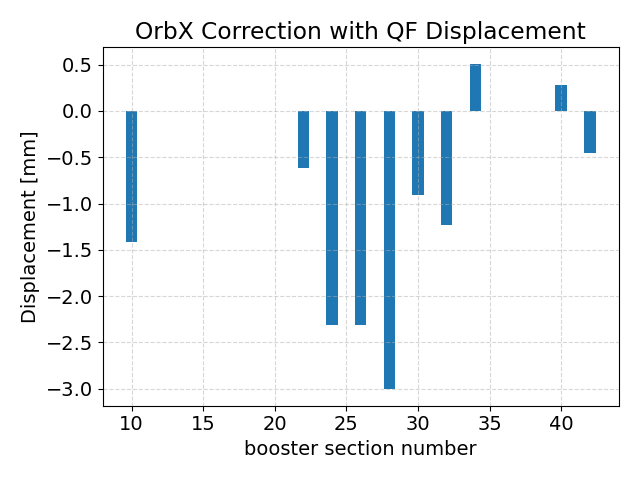 OrbX Correction with QF Displacement
0.5
0.0
−0.5
−1.0
−1.5
−2.0
−2.5
−3.0
Displacement [mm]
10 15 20 25 30 35 40
booster section number